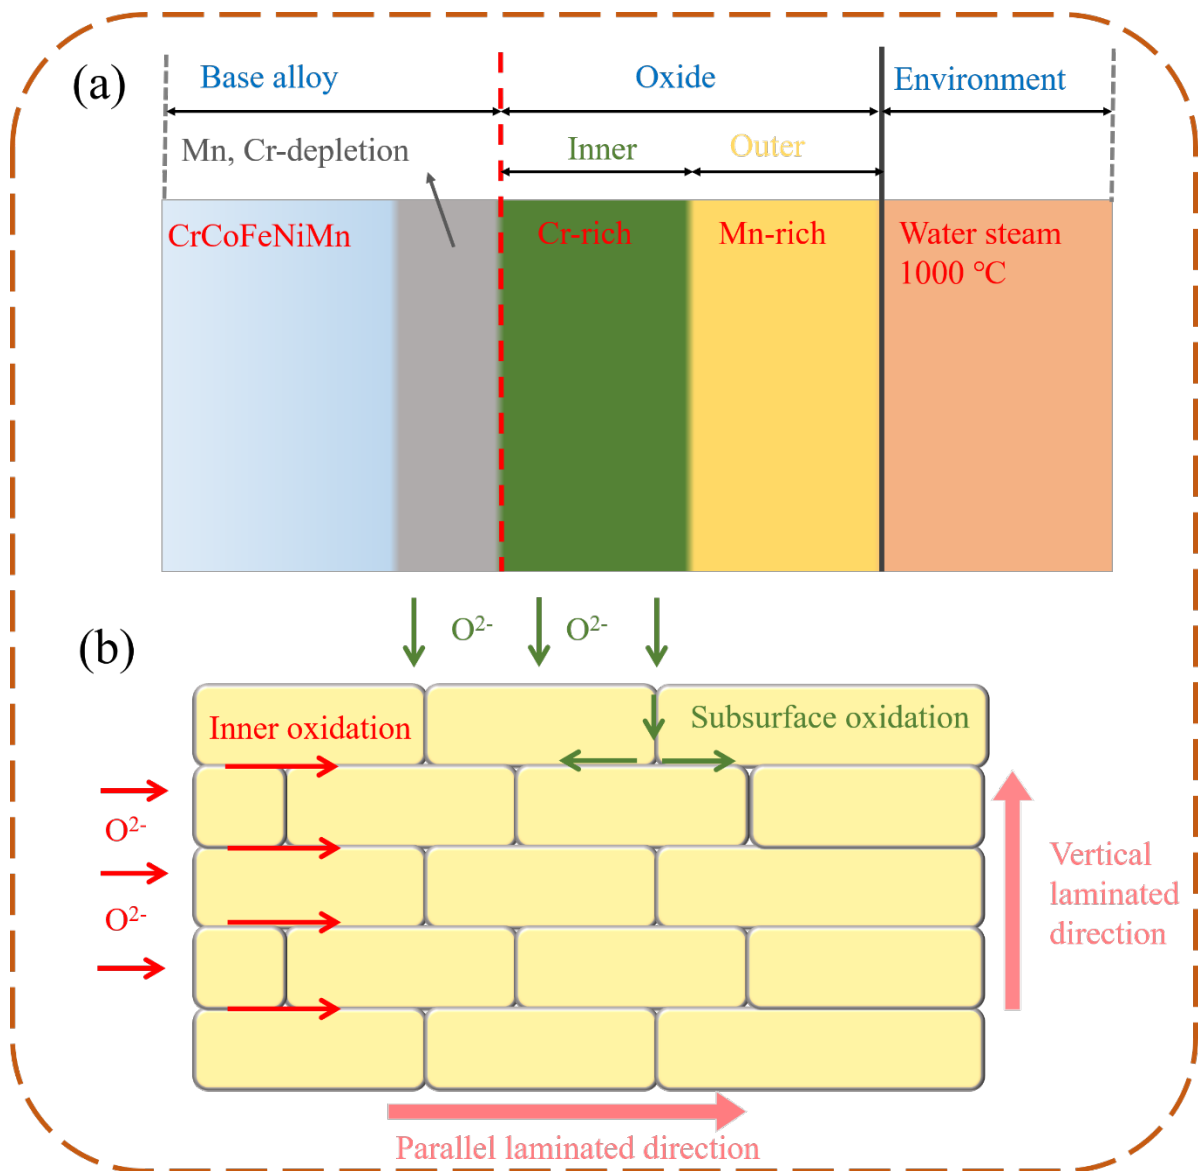 (a)
Base alloy
Oxide
Environment
Mn, Cr-depletion
Inner
Outer
CrCoFeNiMn
Cr-rich
Mn-rich
Water steam
1000 ℃
(b)
O²⁻
O²⁻
Inner oxidation
Subsurface oxidation
O²⁻
O²⁻
Vertical
laminated
direction
Parallel laminated direction